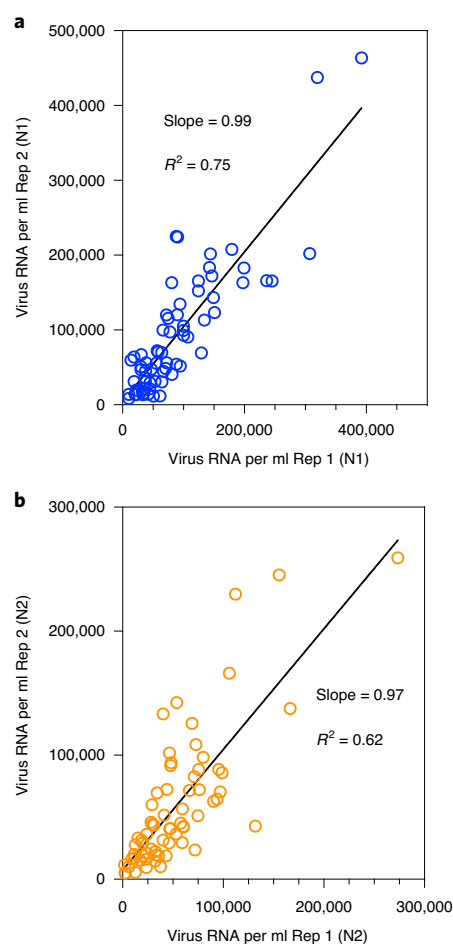 a
500,000
400,000
300,000
200,000
100,000
0
Virus RNA per ml Rep 2 (N1)
Slope = 0.99
R² = 0.75
0
200,000
400,000
Virus RNA per ml Rep 1 (N1)
b
300,000
200,000
100,000
0
Virus RNA per ml Rep 2 (N2)
Slope = 0.97
R² = 0.62
0
100,000
200,000
300,000
Virus RNA per ml Rep 1 (N2)